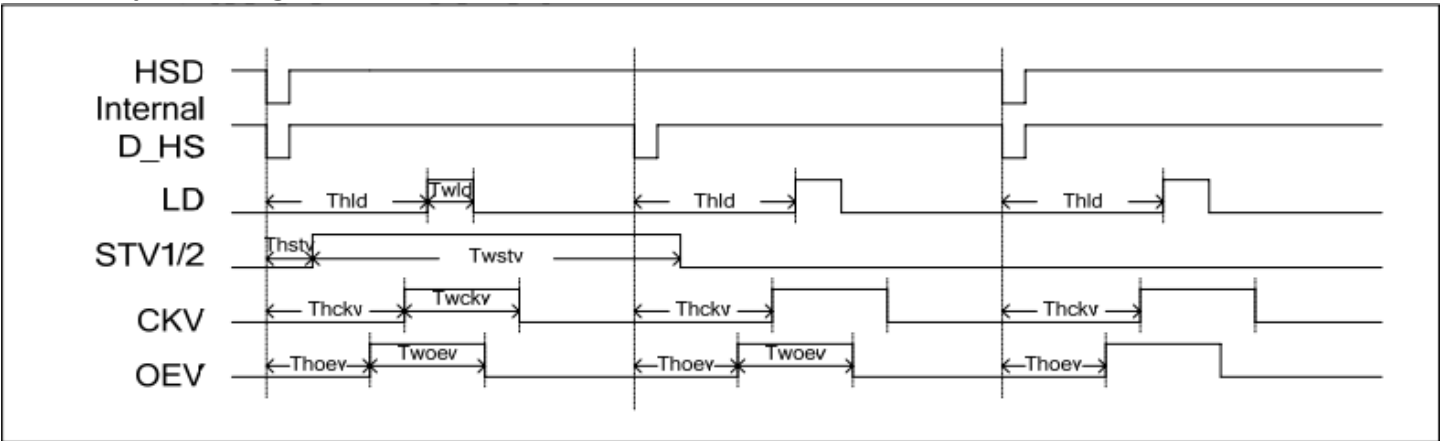 HSD
Internal
D_HS
LD Thld Twld Thld Thld
STV1/2 Thstv Twstv
CKV Thckv Twckv Thckv Thckv
OEV Thoev Twoev Thoev Twoev Thoev